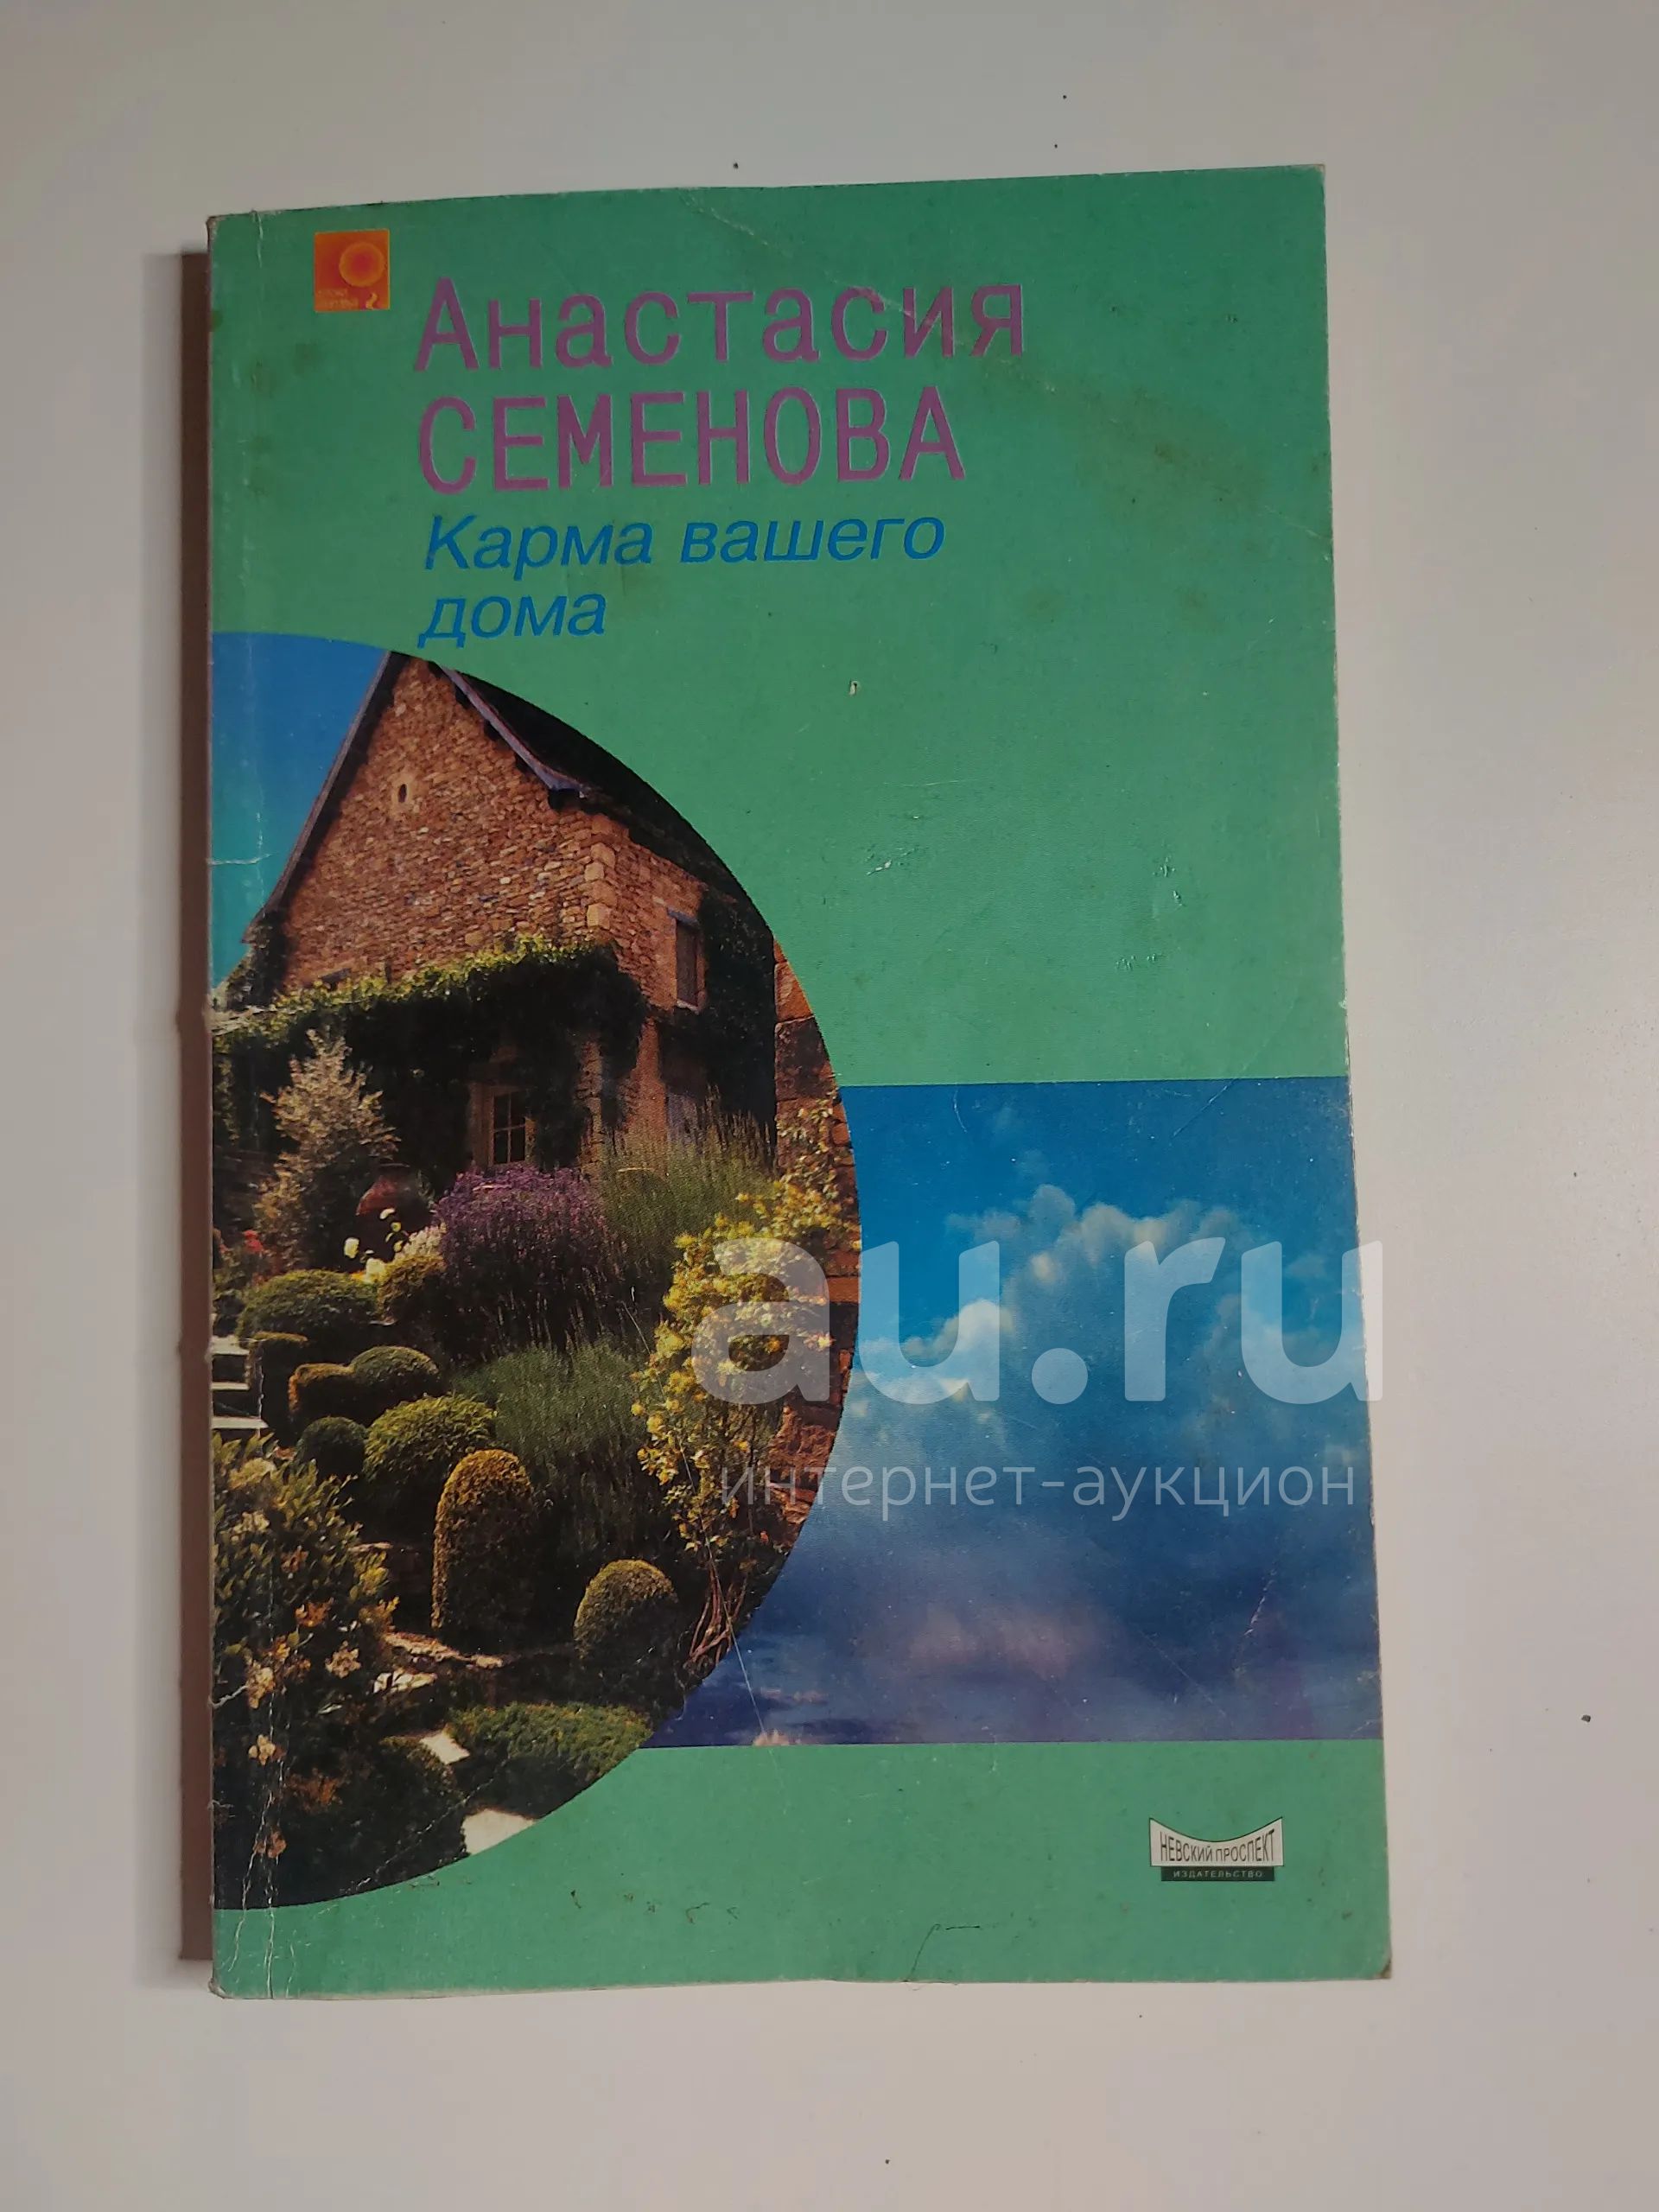 Анастасия
СЕМЕНОВА
Карма вашего
дома
au.ru
интернет-аукцион
НЕВСКИЙ ПРОСПЕКТ
ИЗДАТЕЛЬСТВО